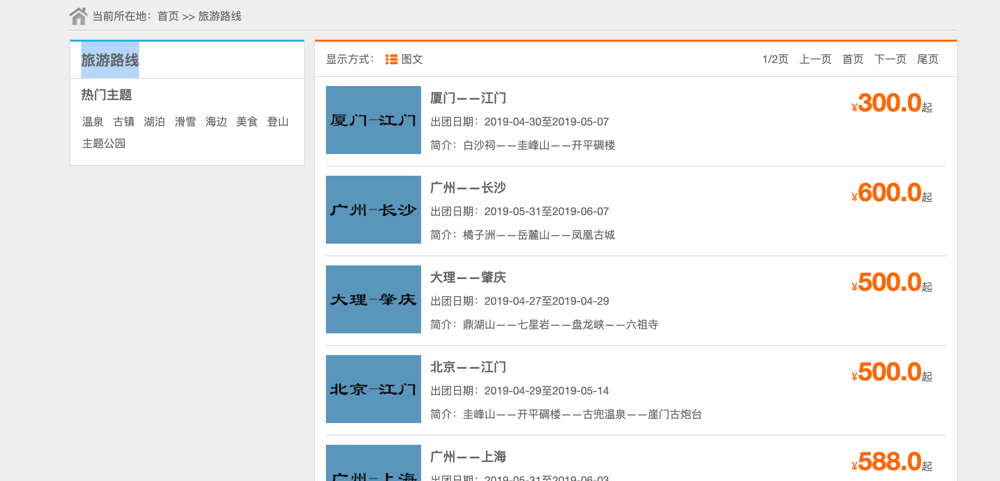 当前所在地：首页 >> 旅游路线
旅游路线
热门主题
温泉 古镇 湖泊 滑雪 海边 美食 登山
主题公园
显示方式： 图文 1/2页 上一页 首页 下一页 尾页
厦门-江门
厦门——江门
¥300.0起
出团日期：2019-04-30至2019-05-07
简介：白沙祠——圭峰山——开平碉楼
广州-长沙
广州——长沙
¥600.0起
出团日期：2019-05-31至2019-06-07
简介：橘子洲——岳麓山——凤凰古城
大理-肇庆
大理——肇庆
¥500.0起
出团日期：2019-04-27至2019-04-29
简介：鼎湖山——七星岩——盘龙峡——六祖寺
北京-江门
北京——江门
¥500.0起
出团日期：2019-04-29至2019-05-14
简介：圭峰山——开平碉楼——古兜温泉——崖门古炮台
广州-上海
广州——上海
¥588.0起
出团日期：2019-05-31至2019-06-03